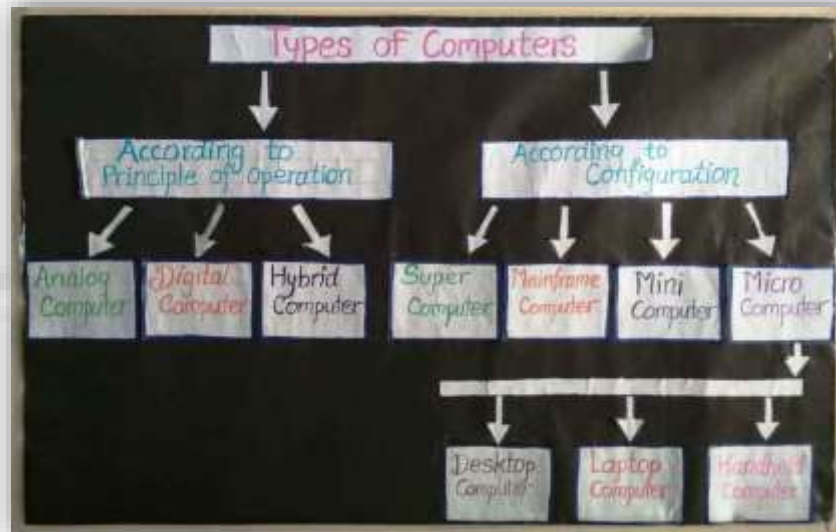 Types of Computers
According to
Principle of Operation
According to
Configuration
Analog
Computer
Digital
Computer
Hybrid
Computer
Super
Computer
Mainframe
Computer
Mini
Computer
Micro
Computer
Desktop
Computer
Laptop
Computer
Handheld
Computer